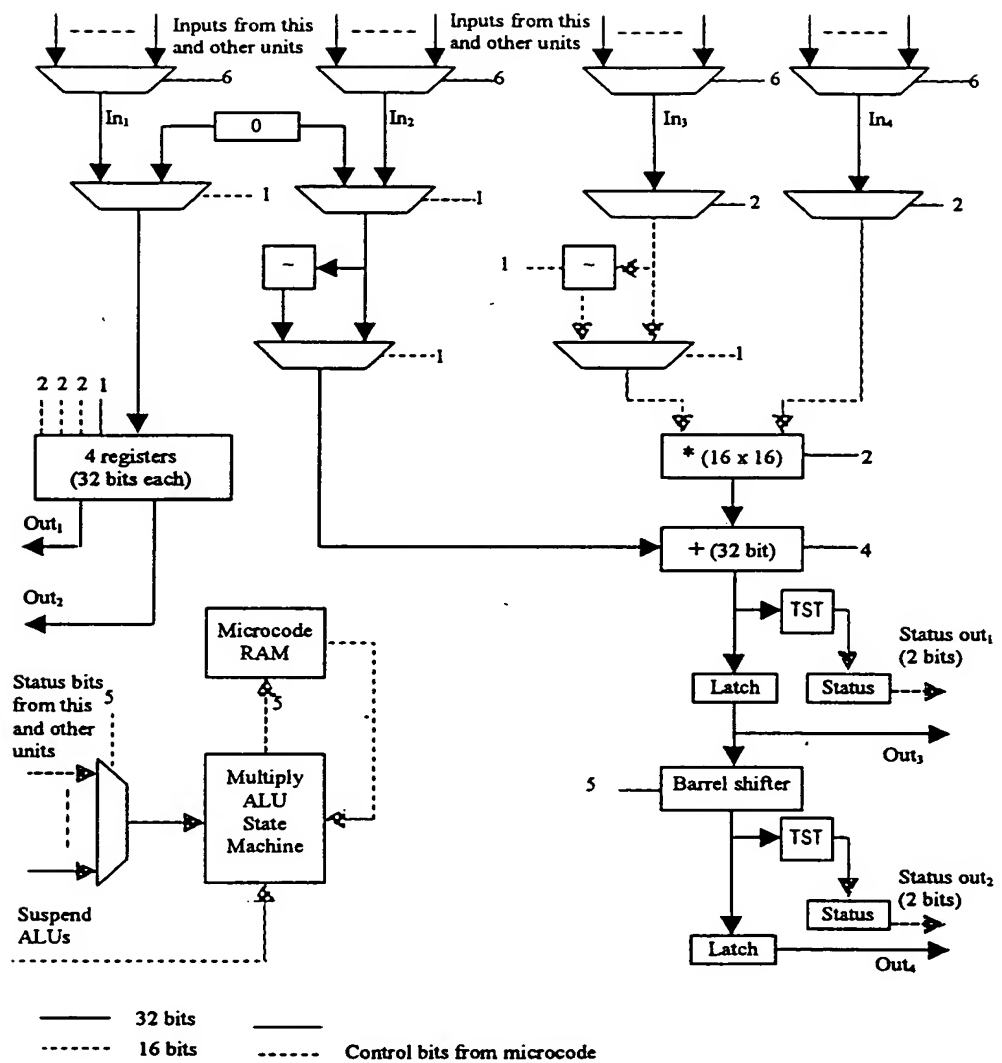 Inputs from this
and other units
Inputs from this
and other units
6
6
6
6
In₁
0
In₂
In₃
In₄
1
1
2
2
~
1
~
1
1
2 2 2 1
4 registers
(32 bits each)
* (16 x 16)
2
Out₁
+ (32 bit)
4
Out₂
TST
Microcode
RAM
Status out₁
(2 bits)
Latch
Status
Status bits
from this
and other
units
5
5
Out₃
Multiply
ALU
State
Machine
5
Barrel shifter
TST
Status out₂
(2 bits)
Suspend
ALUs
Status
Latch
Out₄
32 bits
16 bits
Control bits from microcode